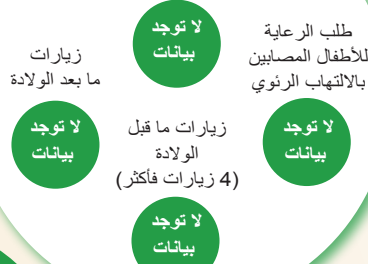 لا توجد
بيانات
طلب الرعاية
للأطفال المصابين
بالالتهاب الرئوي
لا توجد
بيانات
زيارات
ما بعد الولادة
لا توجد
بيانات
زيارات ما قبل
الولادة
(4 زيارات فأكثر)
لا توجد
بيانات